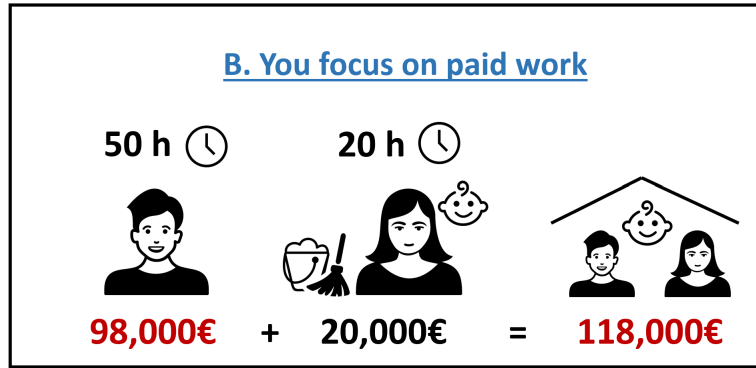 B. You focus on paid work
50 h 20 h
98,000€ + 20,000€ = 118,000€